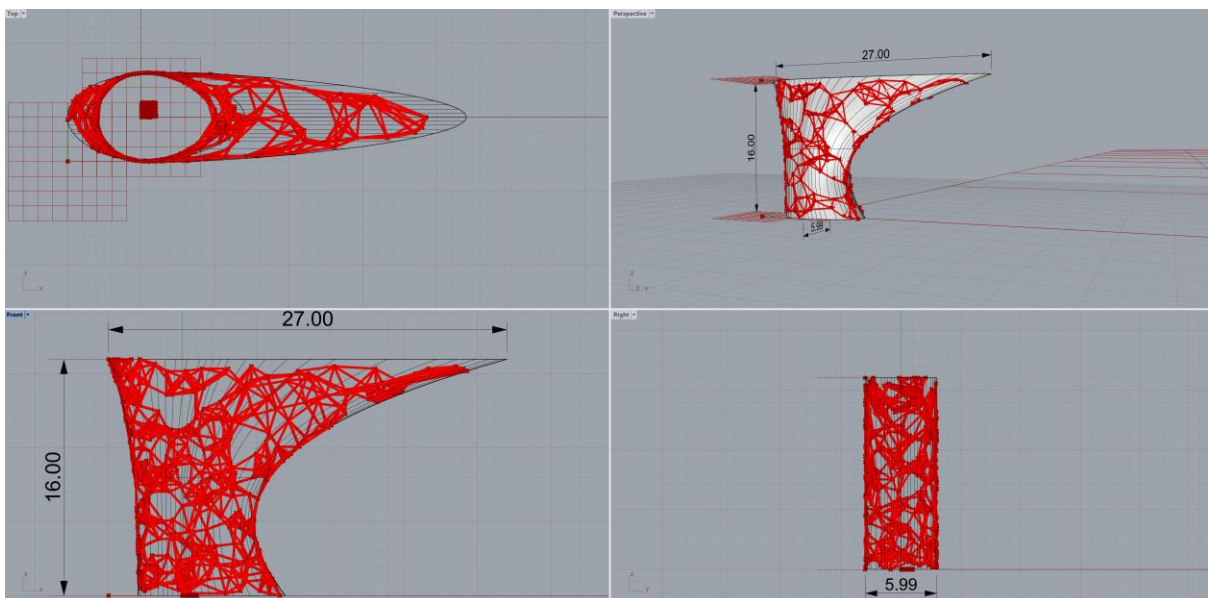 Top
Perspective
27.00
16.00
5.99
y
x
z
y x
Front
27.00
16.00
z
x
Right
5.99
z
y